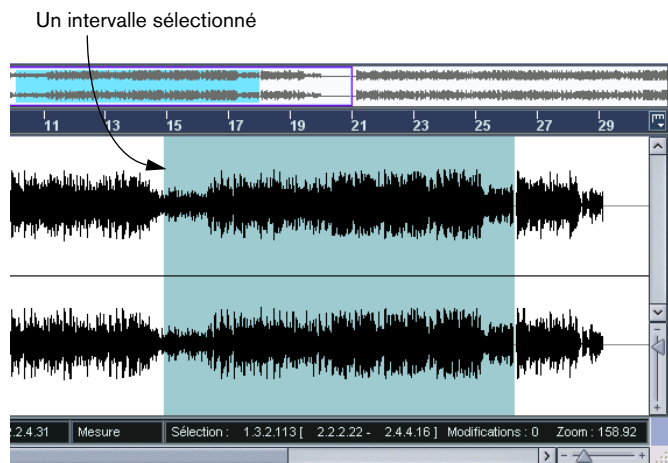 Un intervalle sélectionné
11 13 15 17 19 21 23 25 27 29
2.2.4.31 Mesure Sélection : 1.3.2.113 [ 2.2.2.22 - 2.4.4.16 ] Modifications : 0 Zoom : 158.92